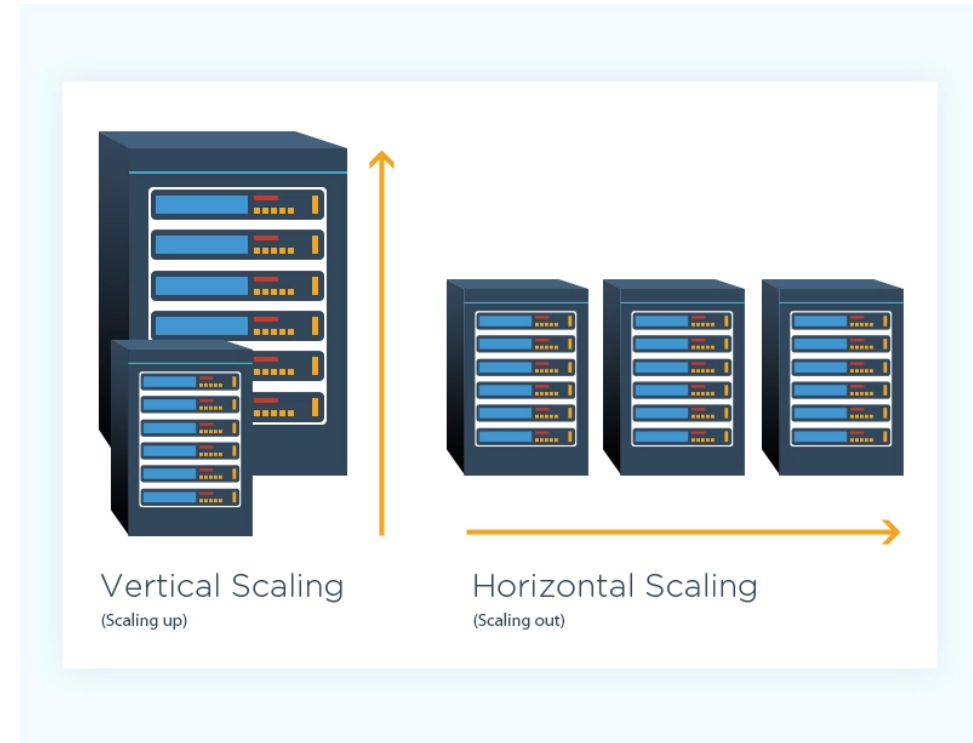 Vertical Scaling
(Scaling up)
Horizontal Scaling
(Scaling out)